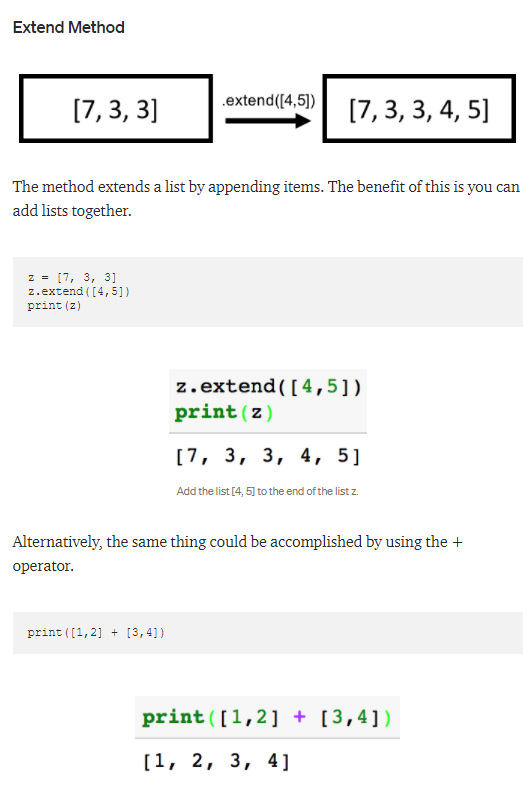 Extend Method
[7, 3, 3]
.extend([4,5])
[7, 3, 3, 4, 5]
The method extends a list by appending items. The benefit of this is you can
add lists together.
z = [7, 3, 3]
z.extend([4,5])
print(z)
z.extend([4,5])
print(z)
[7, 3, 3, 4, 5]
Add the list [4, 5] to the end of the list z.
Alternatively, the same thing could be accomplished by using the +
operator.
print([1,2] + [3,4])
print([1,2] + [3,4])
[1, 2, 3, 4]